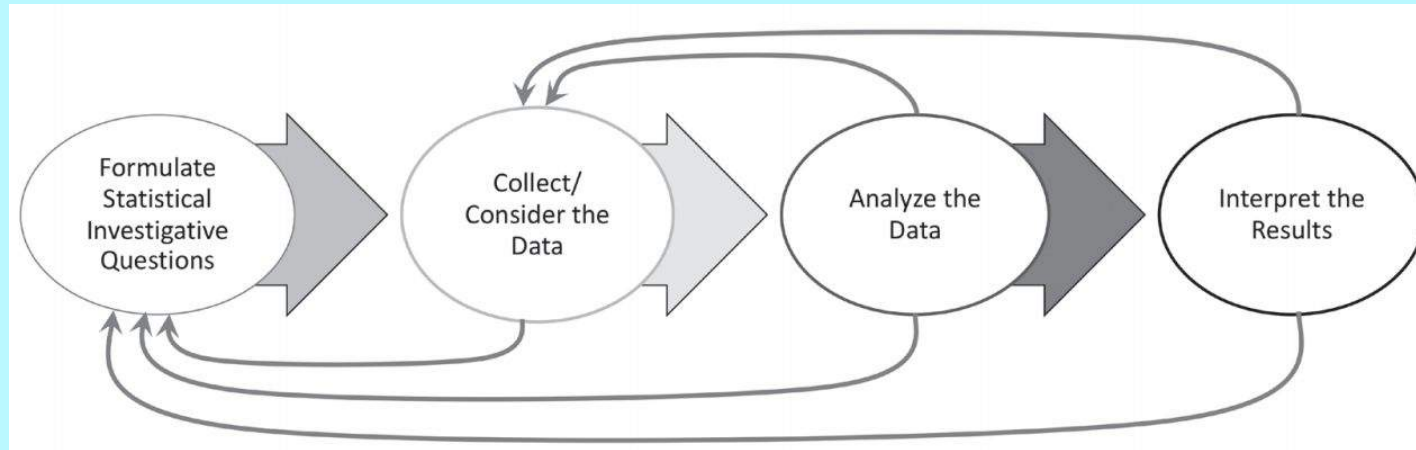 Formulate
Statistical
Investigative
Questions
Collect/
Consider the
Data
Analyze the
Data
Interpret the
Results